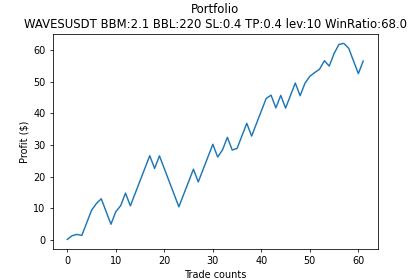 Portfolio
WAVESUSDT BBM:2.1 BBL:220 SL:0.4 TP:0.4 lev:10 WinRatio:68.0
Profit ($)
60
50
40
30
20
10
0
0 10 20 30 40 50 60
Trade counts